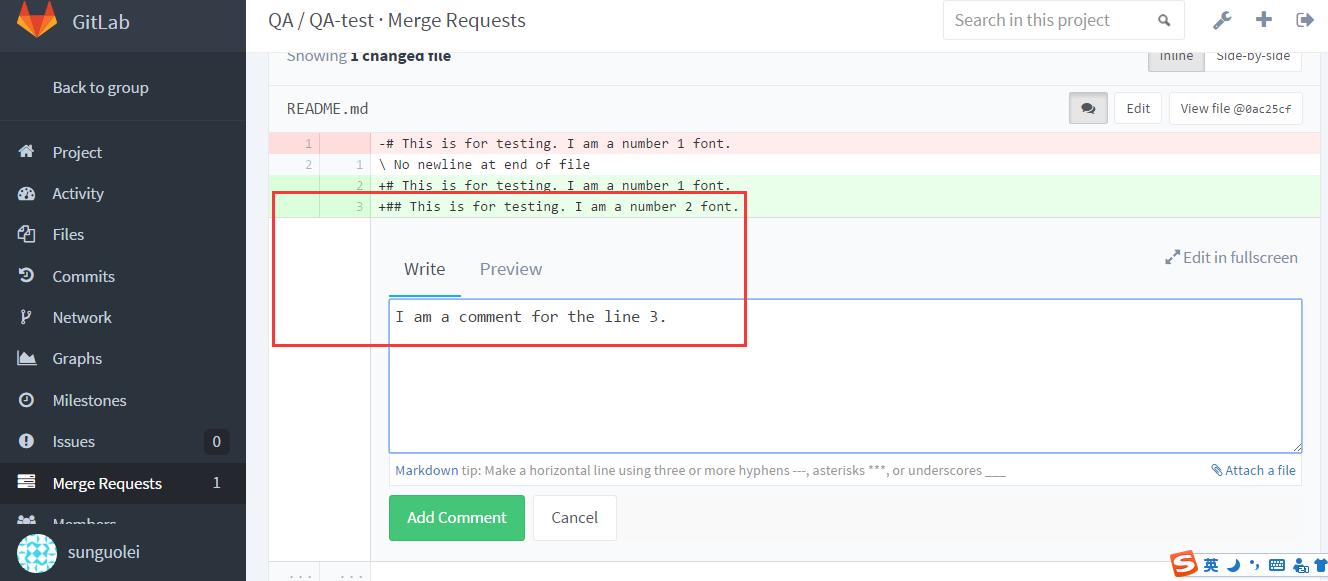 GitLab
QA / QA-test · Merge Requests
Search in this project
Back to group
Project
Activity
Files
Commits
Network
Graphs
Milestones
Issues 0
Merge Requests 1
Members
sunguolei
Showing 1 changed file
Inline Side-by-side
README.md
Edit View file @0ac25cf
1 -# This is for testing. I am a number 1 font.
2 1 \ No newline at end of file
2 +# This is for testing. I am a number 1 font.
3 +## This is for testing. I am a number 2 font.
Write Preview
Edit in fullscreen
I am a comment for the line 3.
Markdown tip: Make a horizontal line using three or more hyphens ---, asterisks ***, or underscores ___
Attach a file
Add Comment Cancel
... ...
S 英